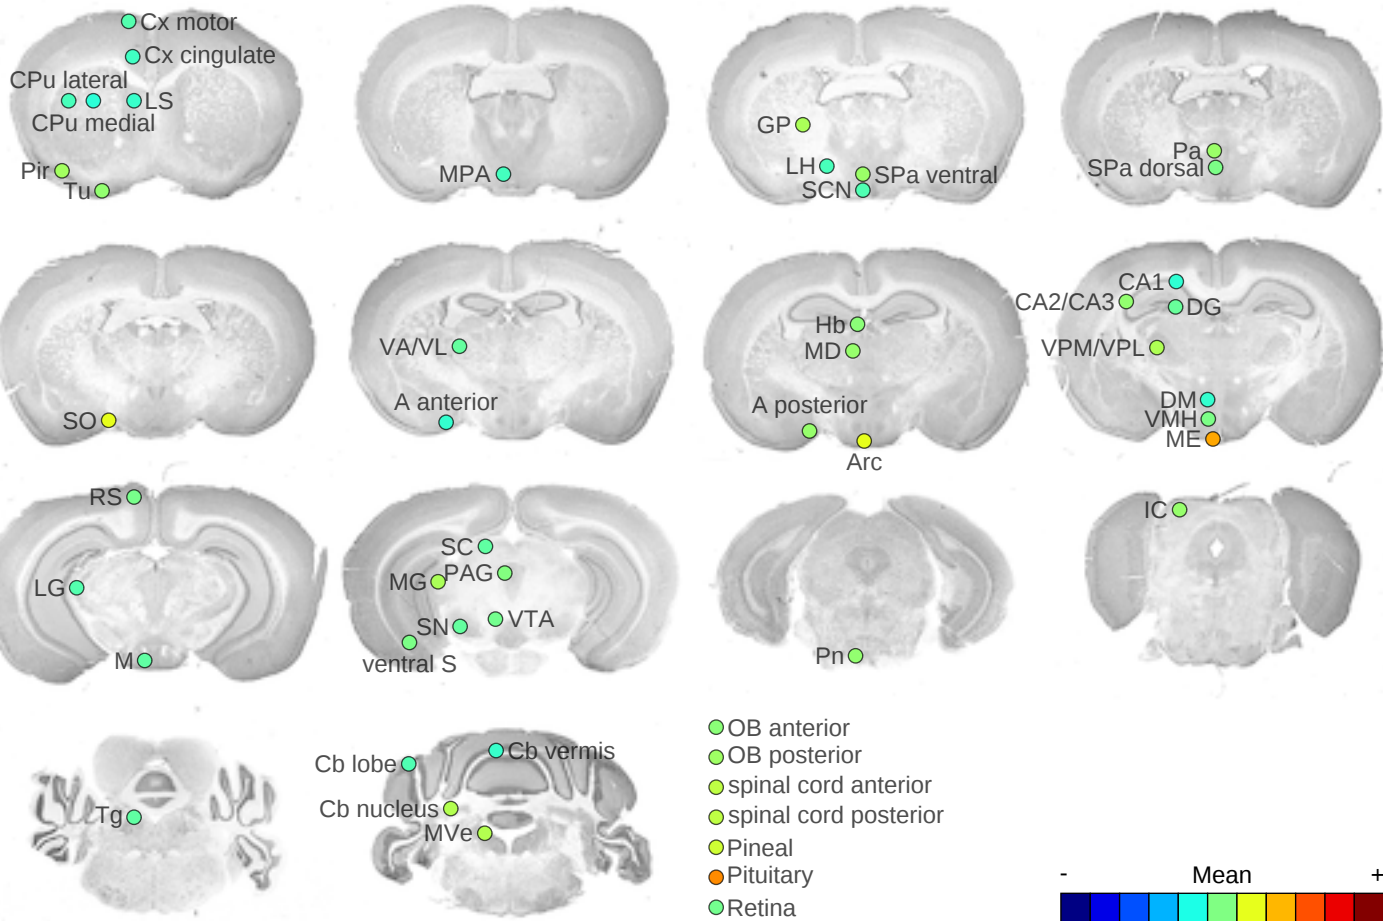 Cx motor
Cx cingulate
CPu lateral
LS
CPu medial
Pir
Tu
MPA
GP
LH
SPa ventral
SCN
Pa
SPa dorsal
SO
VA/VL
A anterior
Hb
MD
A posterior
Arc
CA1
CA2/CA3
DG
VPM/VPL
DM
VMH
ME
RS
LG
M
SC
MG
PAG
SN
VTA
ventral S
Pn
IC
Tg
Cb lobe
Cb vermis
Cb nucleus
MVe
OB anterior
OB posterior
spinal cord anterior
spinal cord posterior
Pineal
Pituitary
Retina
- Mean +